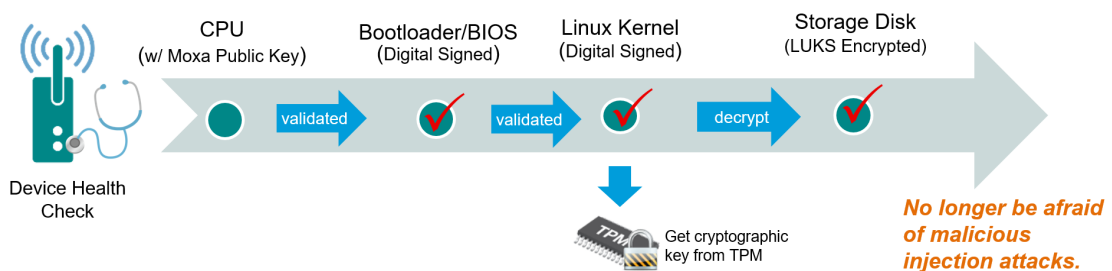 CPU
(w/ Moxa Public Key)
Bootloader/BIOS
(Digital Signed)
Linux Kernel
(Digital Signed)
Storage Disk
(LUKS Encrypted)
validated
validated
decrypt
Device Health
Check
TPM
Get cryptographic
key from TPM
No longer be afraid
of malicious
injection attacks.